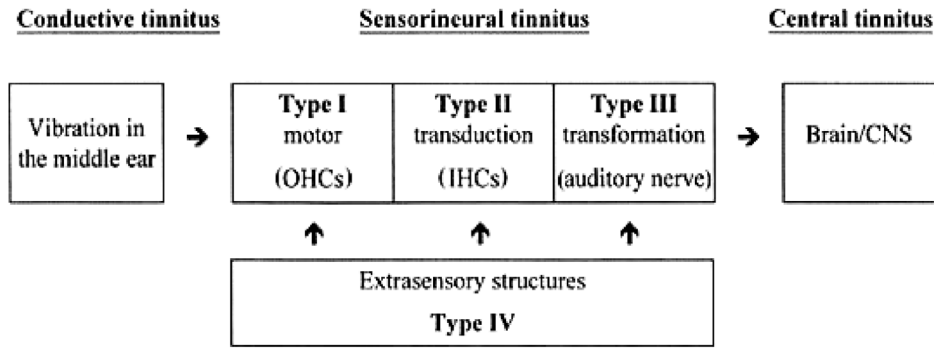 Conductive tinnitus
Sensorineural tinnitus
Central tinnitus
Vibration in
the middle ear
Type I
motor
(OHCs)
Type II
transduction
(IHCs)
Type III
transformation
(auditory nerve)
Brain/CNS
Extrasensory structures
Type IV